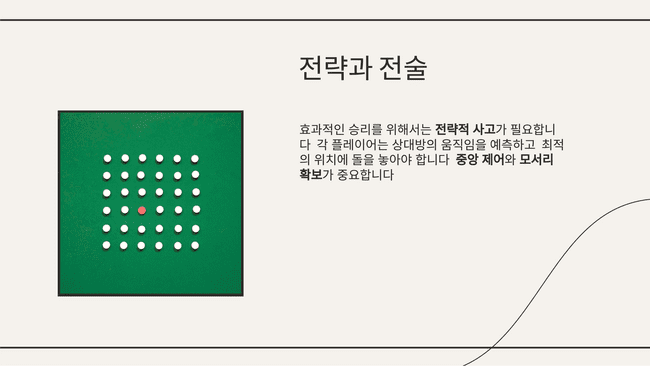 전략과 전술
효과적인 승리를 위해서는 전략적 사고가 필요합니
다 각 플레이어는 상대방의 움직임을 예측하고 최적
의 위치에 돌을 놓아야 합니다 중앙 제어와 모서리
확보가 중요합니다